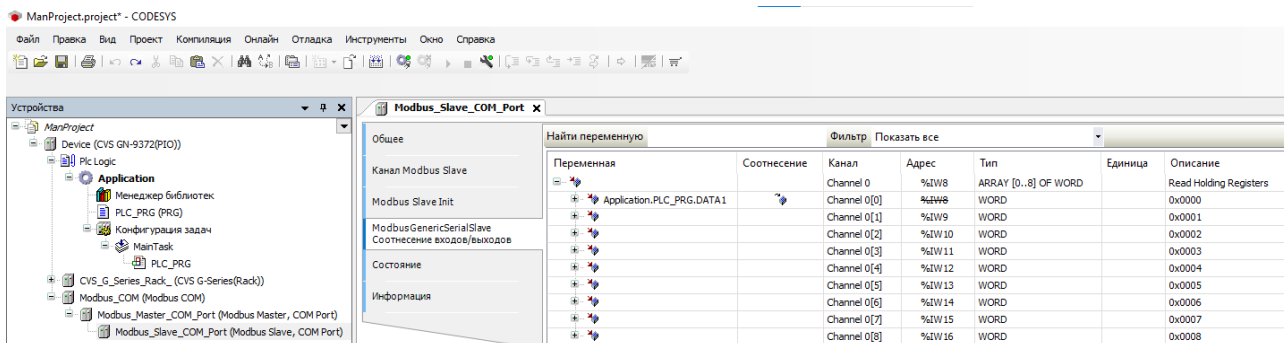 ManProject.project* - CODESYS
Файл Правка Вид Проект Компиляция Онлайн Отладка Инструменты Окно Справка
Устройства
ManProject
Device (CVS GN-9372(PIO))
Plc Logic
Application
Менеджер библиотек
PLC_PRG (PRG)
Конфигурация задач
MainTask
PLC_PRG
CVS_G_Series_Rack_ (CVS G-Series(Rack))
Modbus_COM (Modbus COM)
Modbus_Master_COM_Port (Modbus Master, COM Port)
Modbus_Slave_COM_Port (Modbus Slave, COM Port)
Modbus_Slave_COM_Port
Общее
Канал Modbus Slave
Modbus Slave Init
ModbusGenericSerialSlave
Соотнесение входов/выходов
Состояние
Информация
Найти переменную Фильтр Показать все
Переменная Соотнесение Канал Адрес Тип Единица Описание
Channel 0 %IW8 ARRAY [0..8] OF WORD Read Holding Registers
Application.PLC_PRG.DATA1 Channel 0[0] %IW8 WORD 0x0000
Channel 0[1] %IW9 WORD 0x0001
Channel 0[2] %IW10 WORD 0x0002
Channel 0[3] %IW11 WORD 0x0003
Channel 0[4] %IW12 WORD 0x0004
Channel 0[5] %IW13 WORD 0x0005
Channel 0[6] %IW14 WORD 0x0006
Channel 0[7] %IW15 WORD 0x0007
Channel 0[8] %IW16 WORD 0x0008